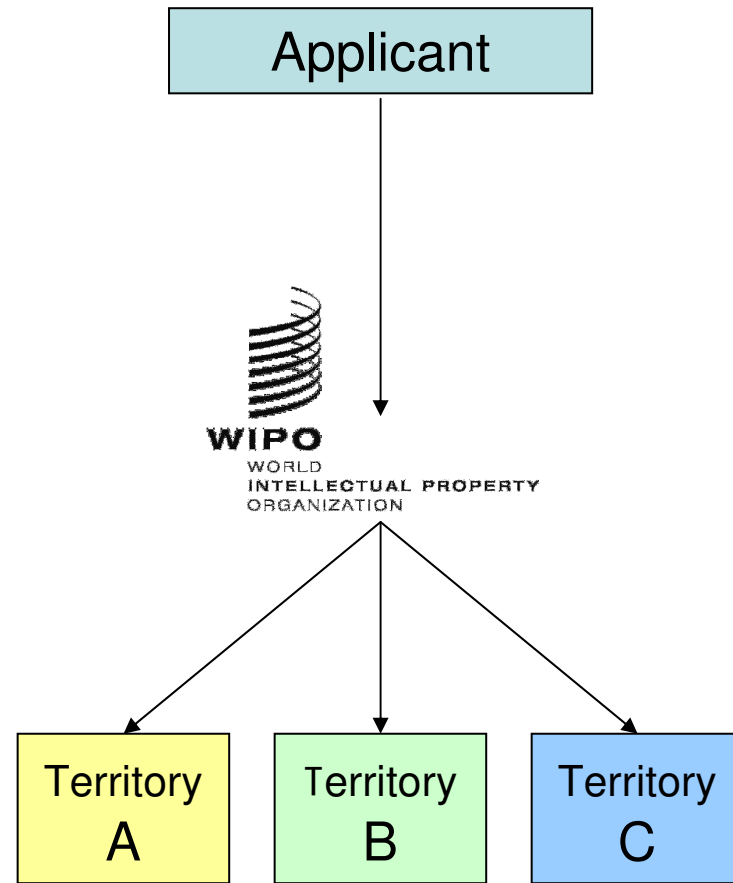 Applicant
WIPO
WORLD
INTELLECTUAL PROPERTY
ORGANIZATION
Territory
A
Territory
B
Territory
C